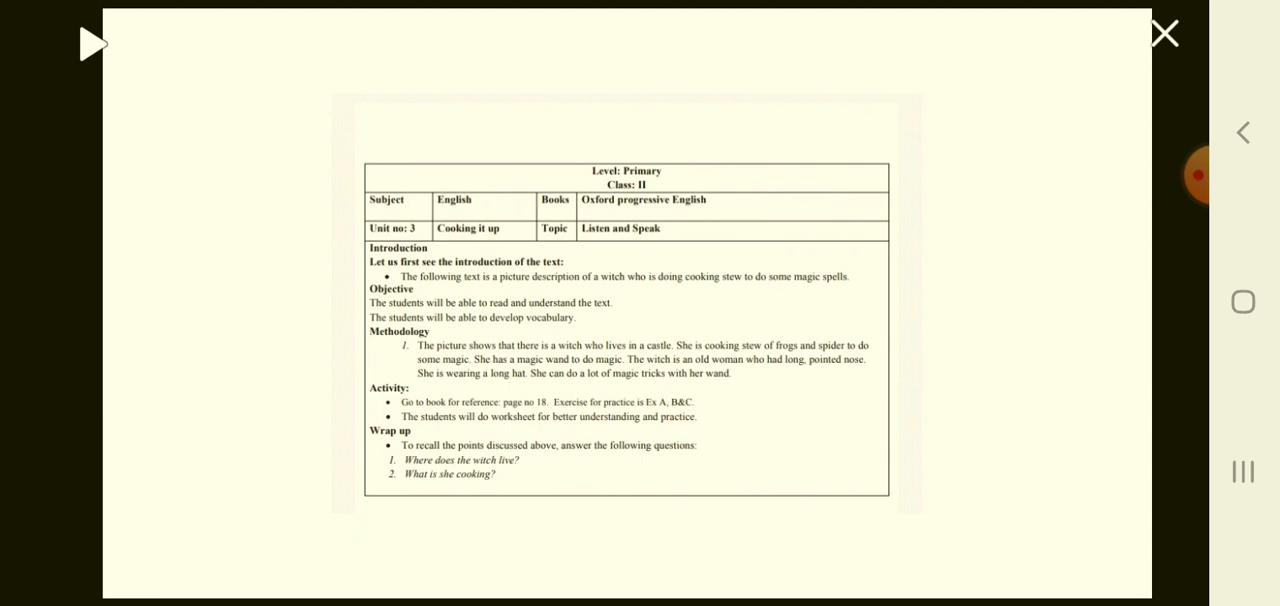 Level: Primary
Class: II
Subject English Books Oxford progressive English
Unit no: 3 Cooking it up Topic Listen and Speak
Introduction
Let us first see the introduction of the text:
• The following text is a picture description of a witch who is doing cooking stew to do some magic spells.
Objective
The students will be able to read and understand the text.
The students will be able to develop vocabulary.
Methodology
1. The picture shows that there is a witch who lives in a castle. She is cooking stew of frogs and spider to do
some magic. She has a magic wand to do magic. The witch is an old woman who had long, pointed nose.
She is wearing a long hat. She can do a lot of magic tricks with her wand.
Activity:
• Go to book for reference: page no 18. Exercise for practice is Ex A, B&C.
• The students will do worksheet for better understanding and practice.
Wrap up
• To recall the points discussed above, answer the following questions:
1. Where does the witch live?
2. What is she cooking?